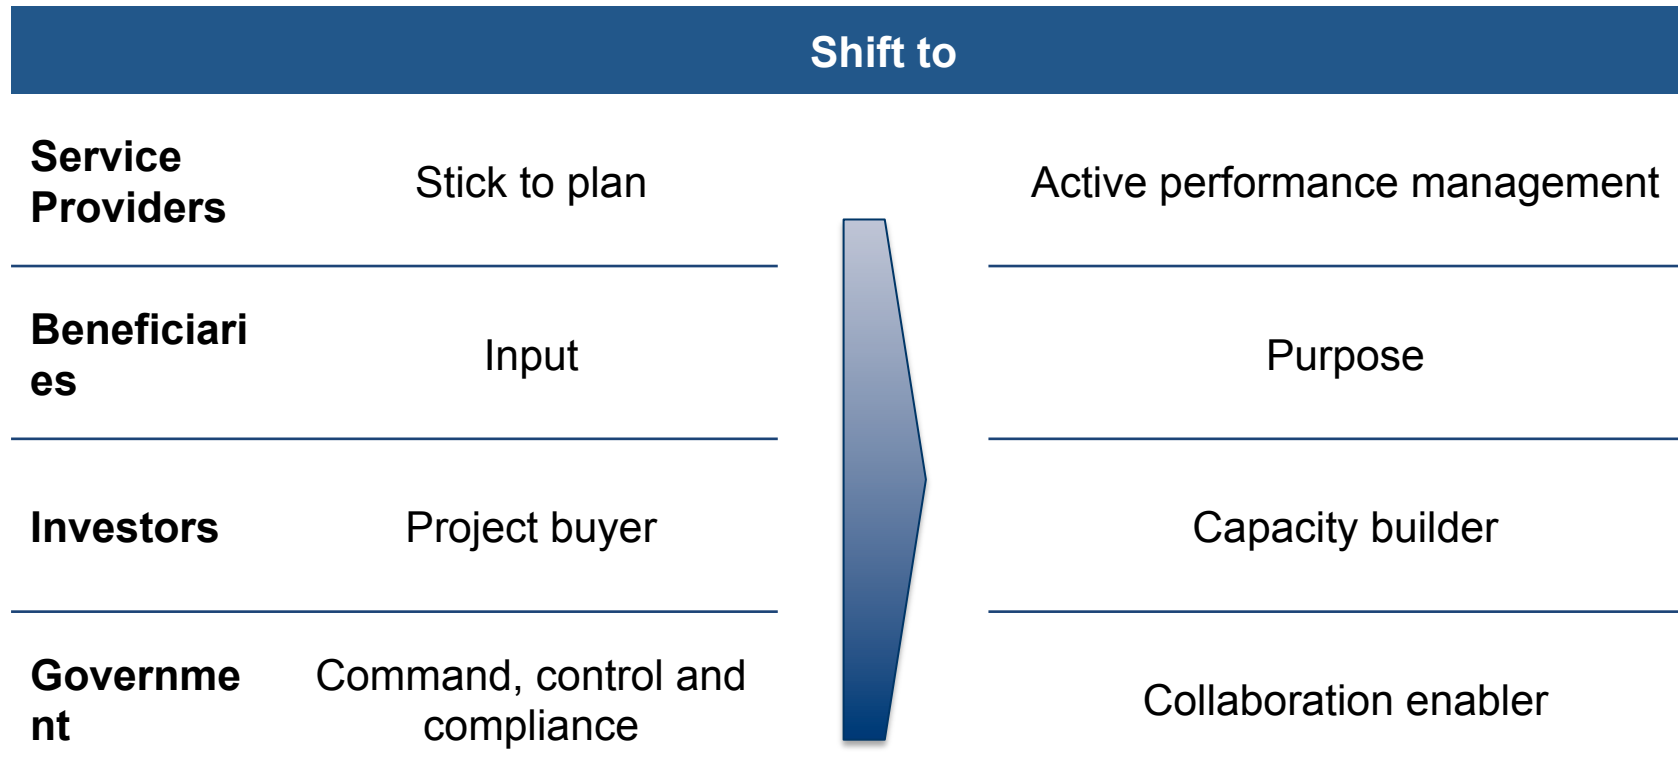 Shift to
Service
Providers
Stick to plan
Active performance management
Beneficiari
es
Input
Purpose
Investors
Project buyer
Capacity builder
Governme
nt
Command, control and
compliance
Collaboration enabler